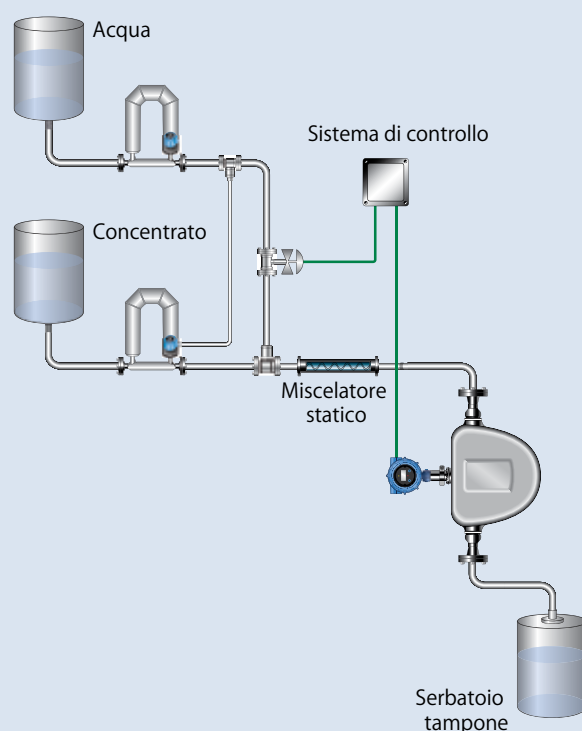 Acqua
Sistema di controllo
Concentrato
Miscelatore
statico
Serbatoio
tampone